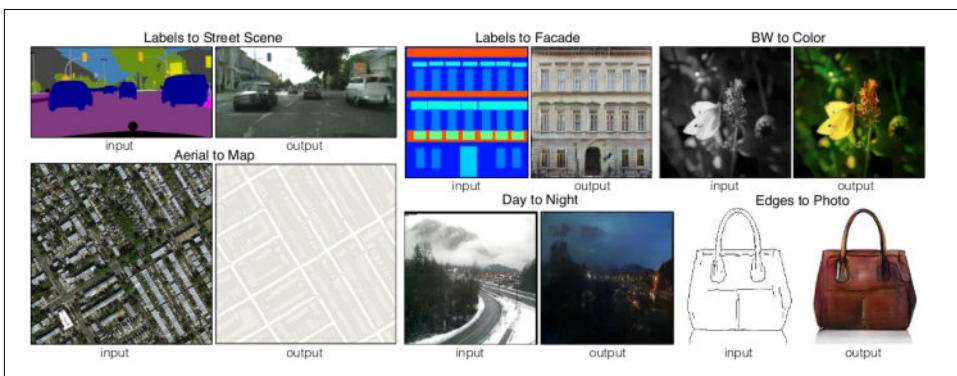 Labels to Street Scene
input
output
Aerial to Map
input
output
Labels to Facade
input
output
BW to Color
input
output
Day to Night
input
output
Edges to Photo
input
output